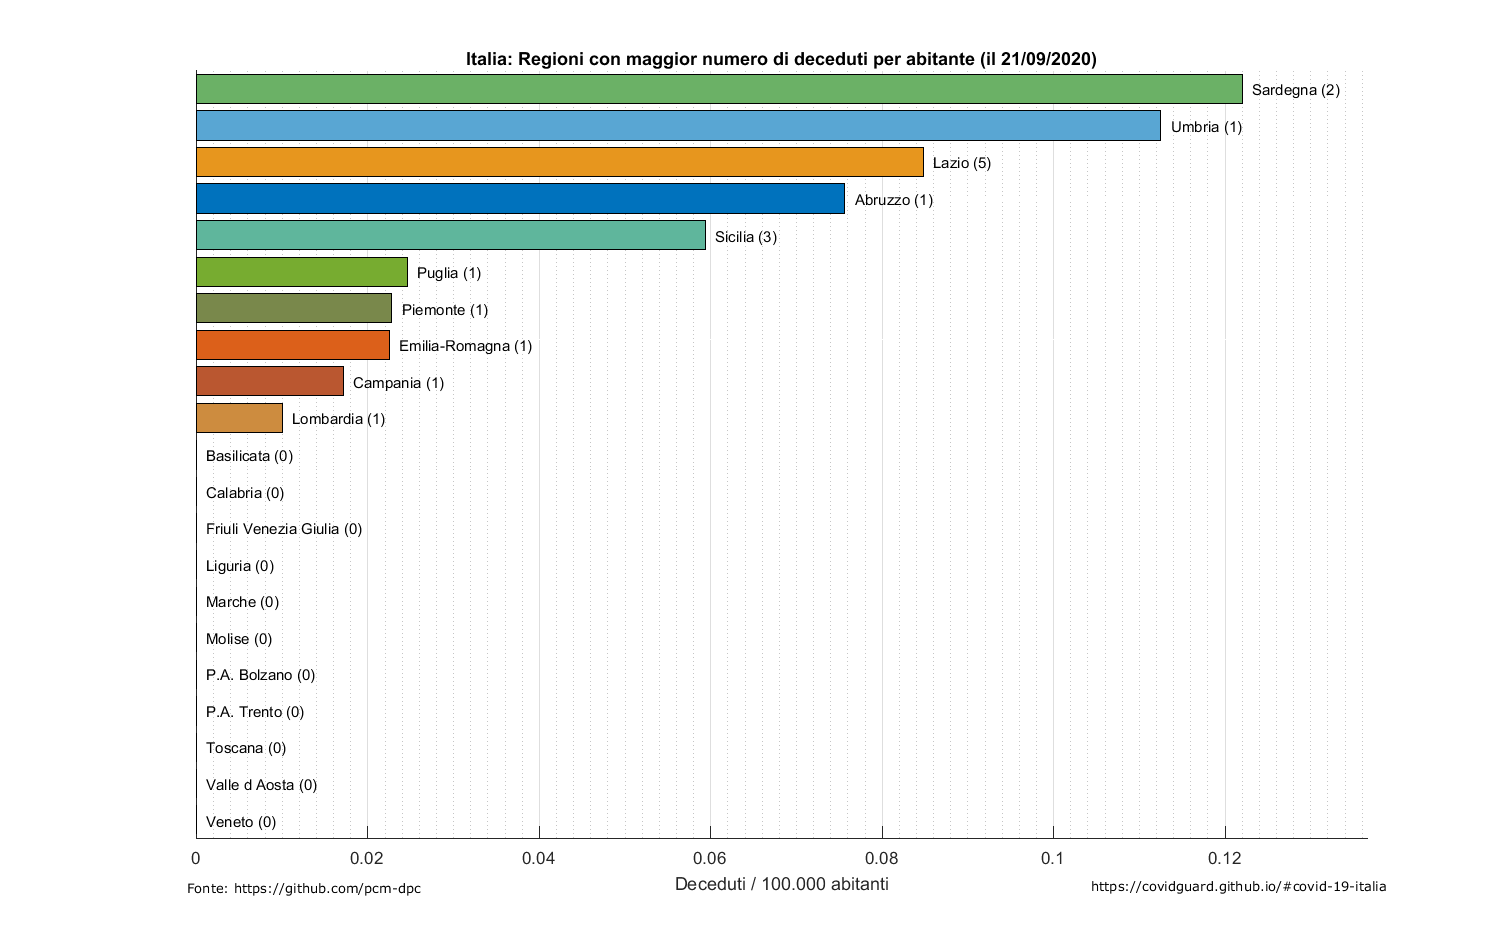 Italia: Regioni con maggior numero di deceduti per abitante (il 21/09/2020)
Sardegna (2)
Umbria (1)
Lazio (5)
Abruzzo (1)
Sicilia (3)
Puglia (1)
Piemonte (1)
Emilia-Romagna (1)
Campania (1)
Lombardia (1)
Basilicata (0)
Calabria (0)
Friuli Venezia Giulia (0)
Liguria (0)
Marche (0)
Molise (0)
P.A. Bolzano (0)
P.A. Trento (0)
Toscana (0)
Valle d Aosta (0)
Veneto (0)
0 0.02 0.04 0.06 0.08 0.1 0.12
Deceduti / 100.000 abitanti
Fonte: https://github.com/pcm-dpc
https://covidguard.github.io/#covid-19-italia